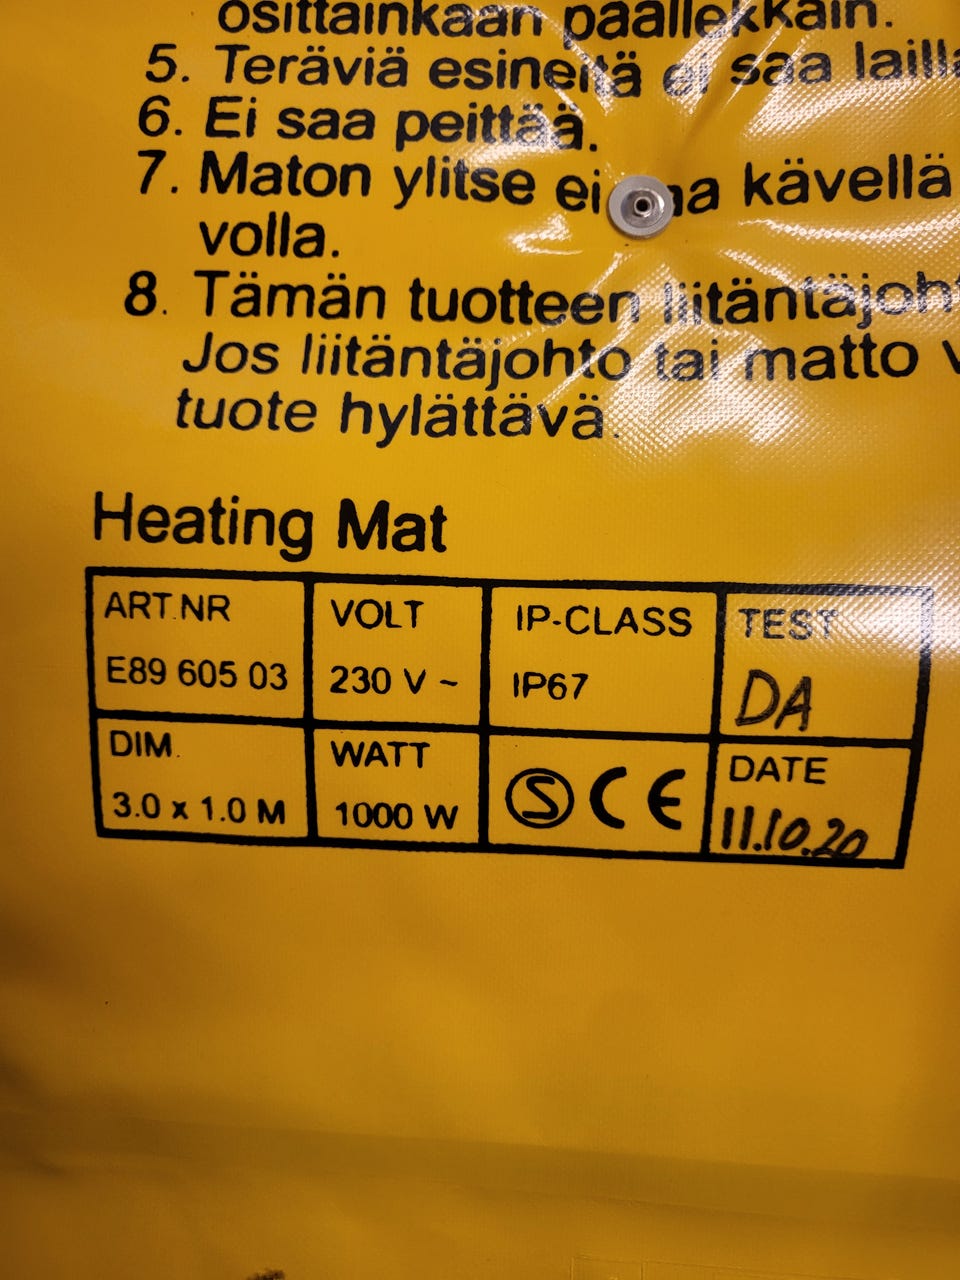 osittainkaan päällekkäin.
5. Teräviä esineitä ei saa
6. Ei saa peittää.
7. Maton ylitse ei kävellä
volla.
8. Tämän tuotteen
Jos liitäntäjohto tai matto
tuote hylättävä.
Heating Mat
ART.NR VOLT IP-CLASS TEST
E89 605 03 230 V ~ IP67 DA
DIM. WATT DATE
3.0 x 1.0 M 1000 W S CE 11.10.20